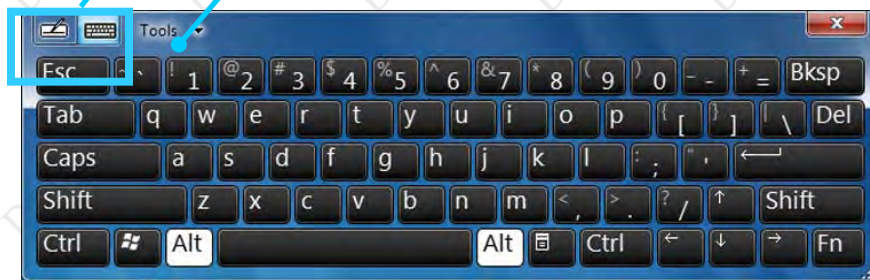 Tools
Esc ~ ` ! 1 @ 2 # 3 $ 4 % 5 ^ 6 & 7 * 8 ( 9 ) 0 - - + = Bksp
Tab q w e r t y u i o p { [ } ] | \ Del
Caps a s d f g h j k l : ; " ' ←
Shift z x c v b n m < , > . ? / ↑ Shift
Ctrl Alt Alt Ctrl ← ↓ → Fn